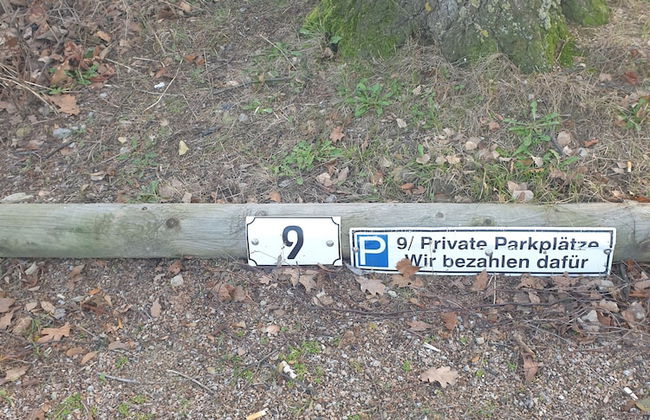 9
P 9/ Private Parkplätze
Wir bezahlen dafür